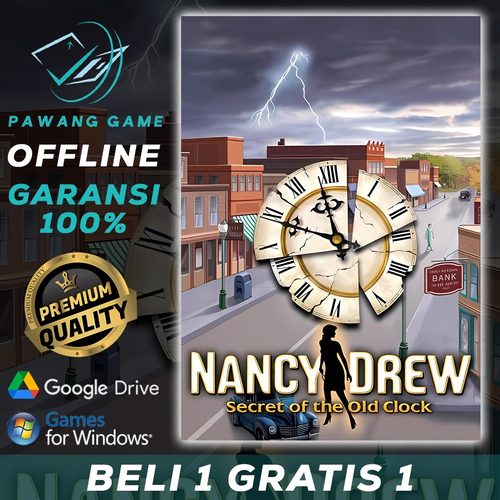 PAWANG GAME
OFFLINE
GARANSI
100%
PREMIUM
QUALITY
Google Drive
Games
for Windows®
NANCY DREW
Secret of the Old Clock
BANK
BELI 1 GRATIS 1